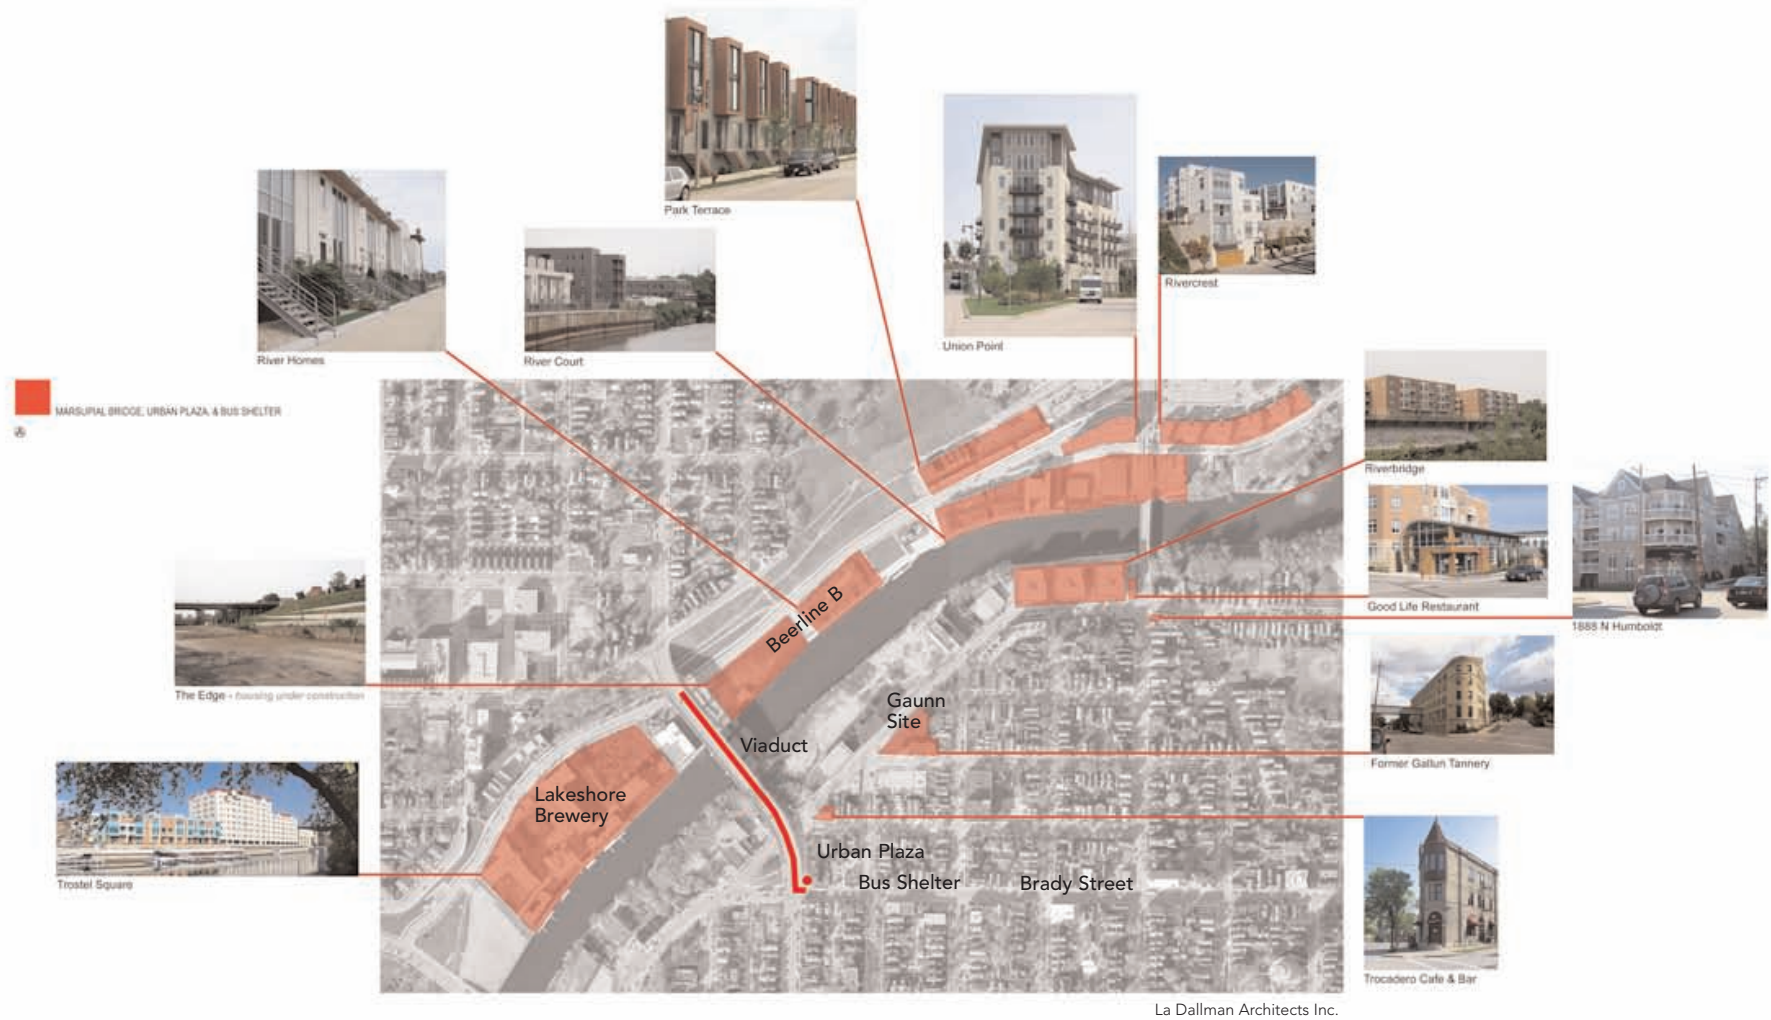 Park Terrace
Rivercrest
Union Point
River Homes
River Court
MARSUPIAL BRIDGE, URBAN PLAZA, & BUS SHELTER
Riverbridge
Good Life Restaurant
1888 N Humboldt
Beerline B
The Edge - housing under construction
Gaunn
Site
Viaduct
Former Gallun Tannery
Lakeshore
Brewery
Urban Plaza
Bus Shelter
Brady Street
Trostel Square
Trocadero Cafe & Bar
La Dallman Architects Inc.